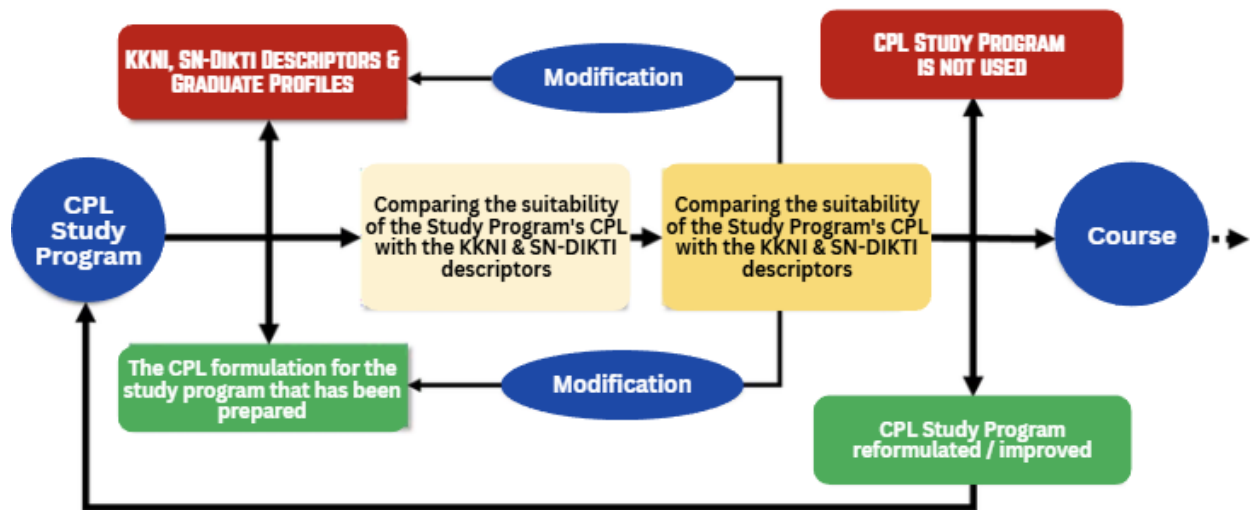 KKNI, SN-DIKTI DESCRIPTORS &
GRADUATE PROFILES
Modification
CPL STUDY PROGRAM
IS NOT USED
CPL
Study
Program
Comparing the suitability
of the Study Program's CPL
with the KKNI & SN-DIKTI
descriptors
Comparing the suitability
of the Study Program's CPL
with the KKNI & SN-DIKTI
descriptors
Course
The CPL formulation for the
study program that has been
prepared
Modification
CPL Study Program
reformulated / improved